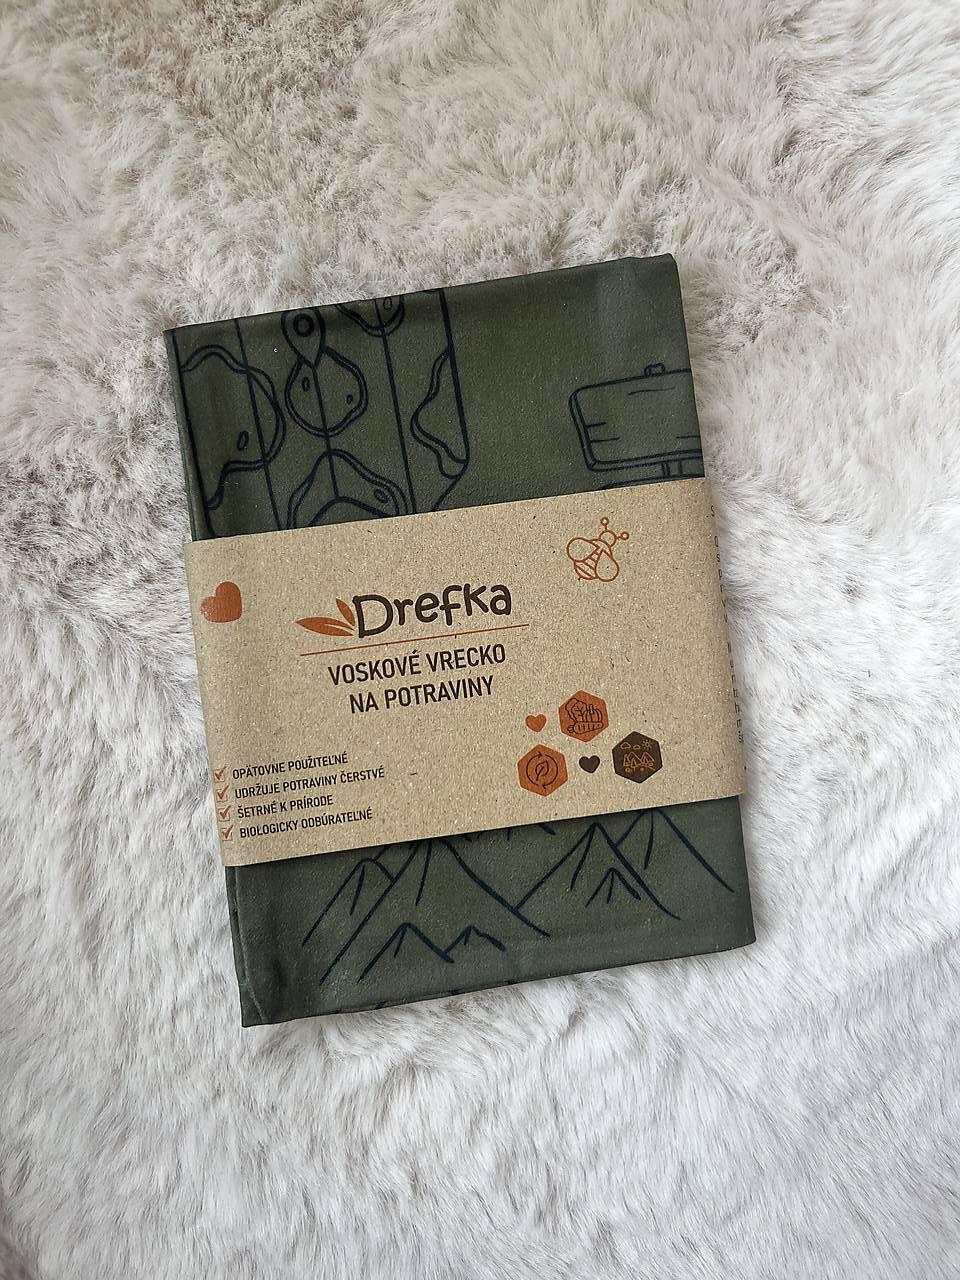 Drefka
VOSKOVÉ VRECKO
NA POTRAVINY
OPÄTOVNE POUŽITEĽNÉ
UDRŽUJE POTRAVINY ČERSTVÉ
ŠETRNÉ K PRÍRODE
BIOLOGICKY ODBÚRATEĽNÉ